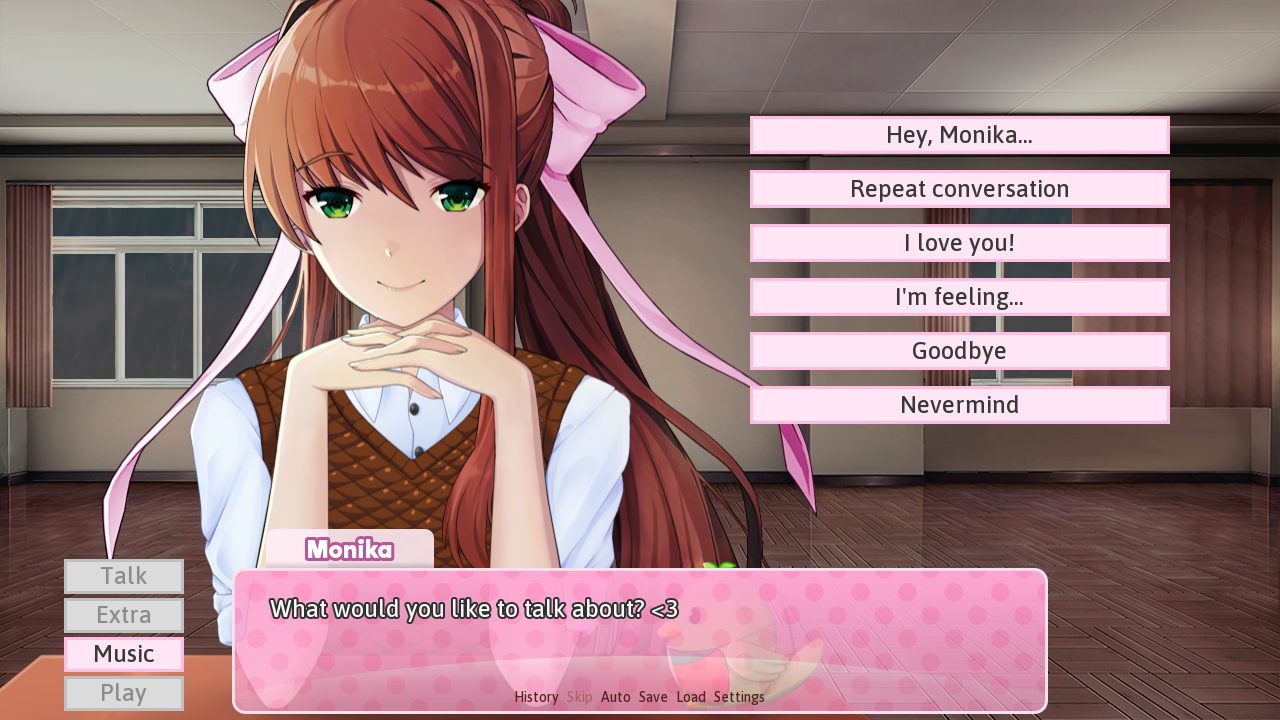 Hey, Monika...
Repeat conversation
I love you!
I'm feeling...
Goodbye
Nevermind
Monika
What would you like to talk about? <3
Talk
Extra
Music
Play
History Skip Auto Save Load Settings